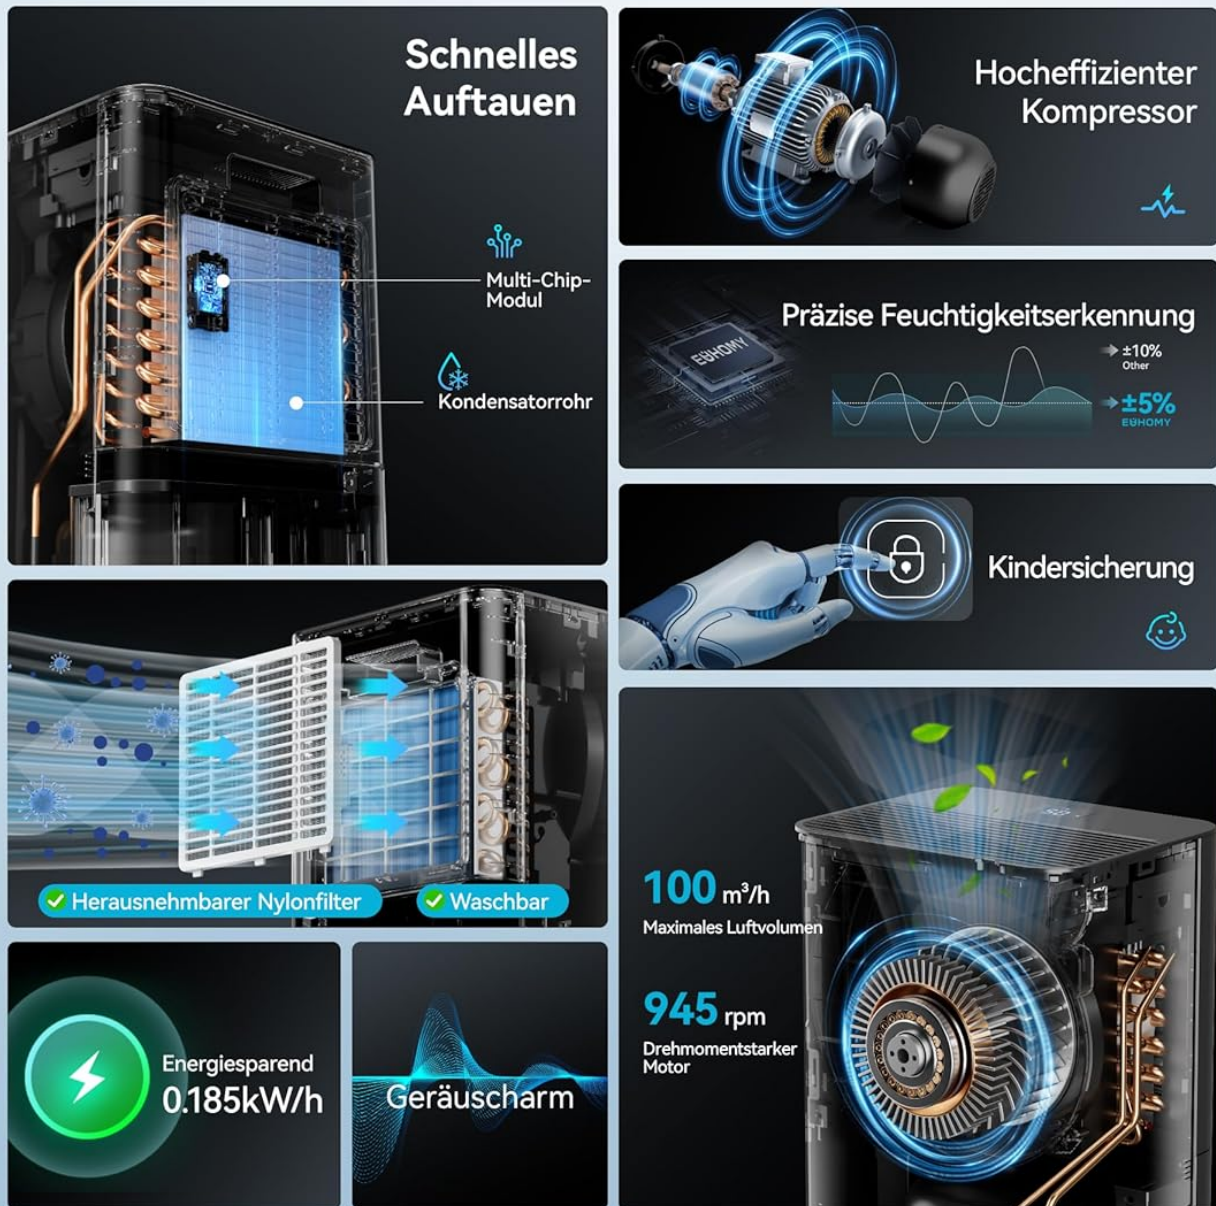 Schnelles
Auftauen
Multi-Chip-
Modul
Kondensatorrohr
Hocheffizienter
Kompressor
Präzise Feuchtigkeitserkennung
EUHOMY
±10%
Other
±5%
EUHOMY
Kindersicherung
Herausnehmbarer Nylonfilter
Waschbar
100 m³/h
Maximales Luftvolumen
945 rpm
Drehmomentstarker
Motor
Energiesparend
0.185kW/h
Geräuscharm